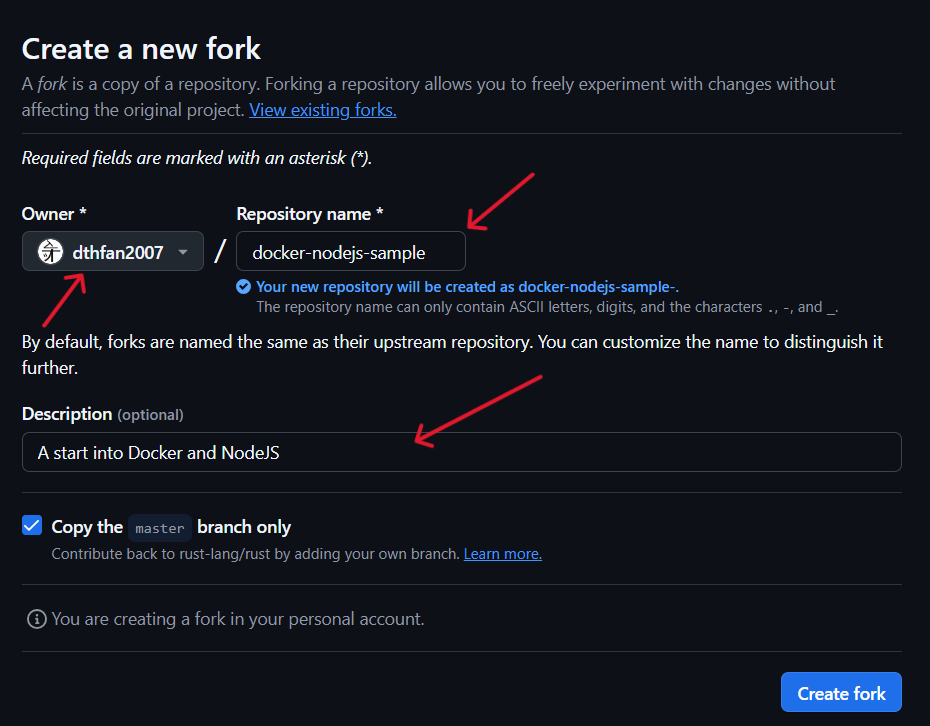 Create a new fork
A fork is a copy of a repository. Forking a repository allows you to freely experiment with changes without
affecting the original project. View existing forks.
Required fields are marked with an asterisk (*).
Owner *
Repository name *
dthfan2007
/
docker-nodejs-sample
Your new repository will be created as docker-nodejs-sample-.
The repository name can only contain ASCII letters, digits, and the characters ., -, and _.
By default, forks are named the same as their upstream repository. You can customize the name to distinguish it
further.
Description (optional)
A start into Docker and NodeJS
Copy the master branch only
Contribute back to rust-lang/rust by adding your own branch. Learn more.
You are creating a fork in your personal account.
Create fork